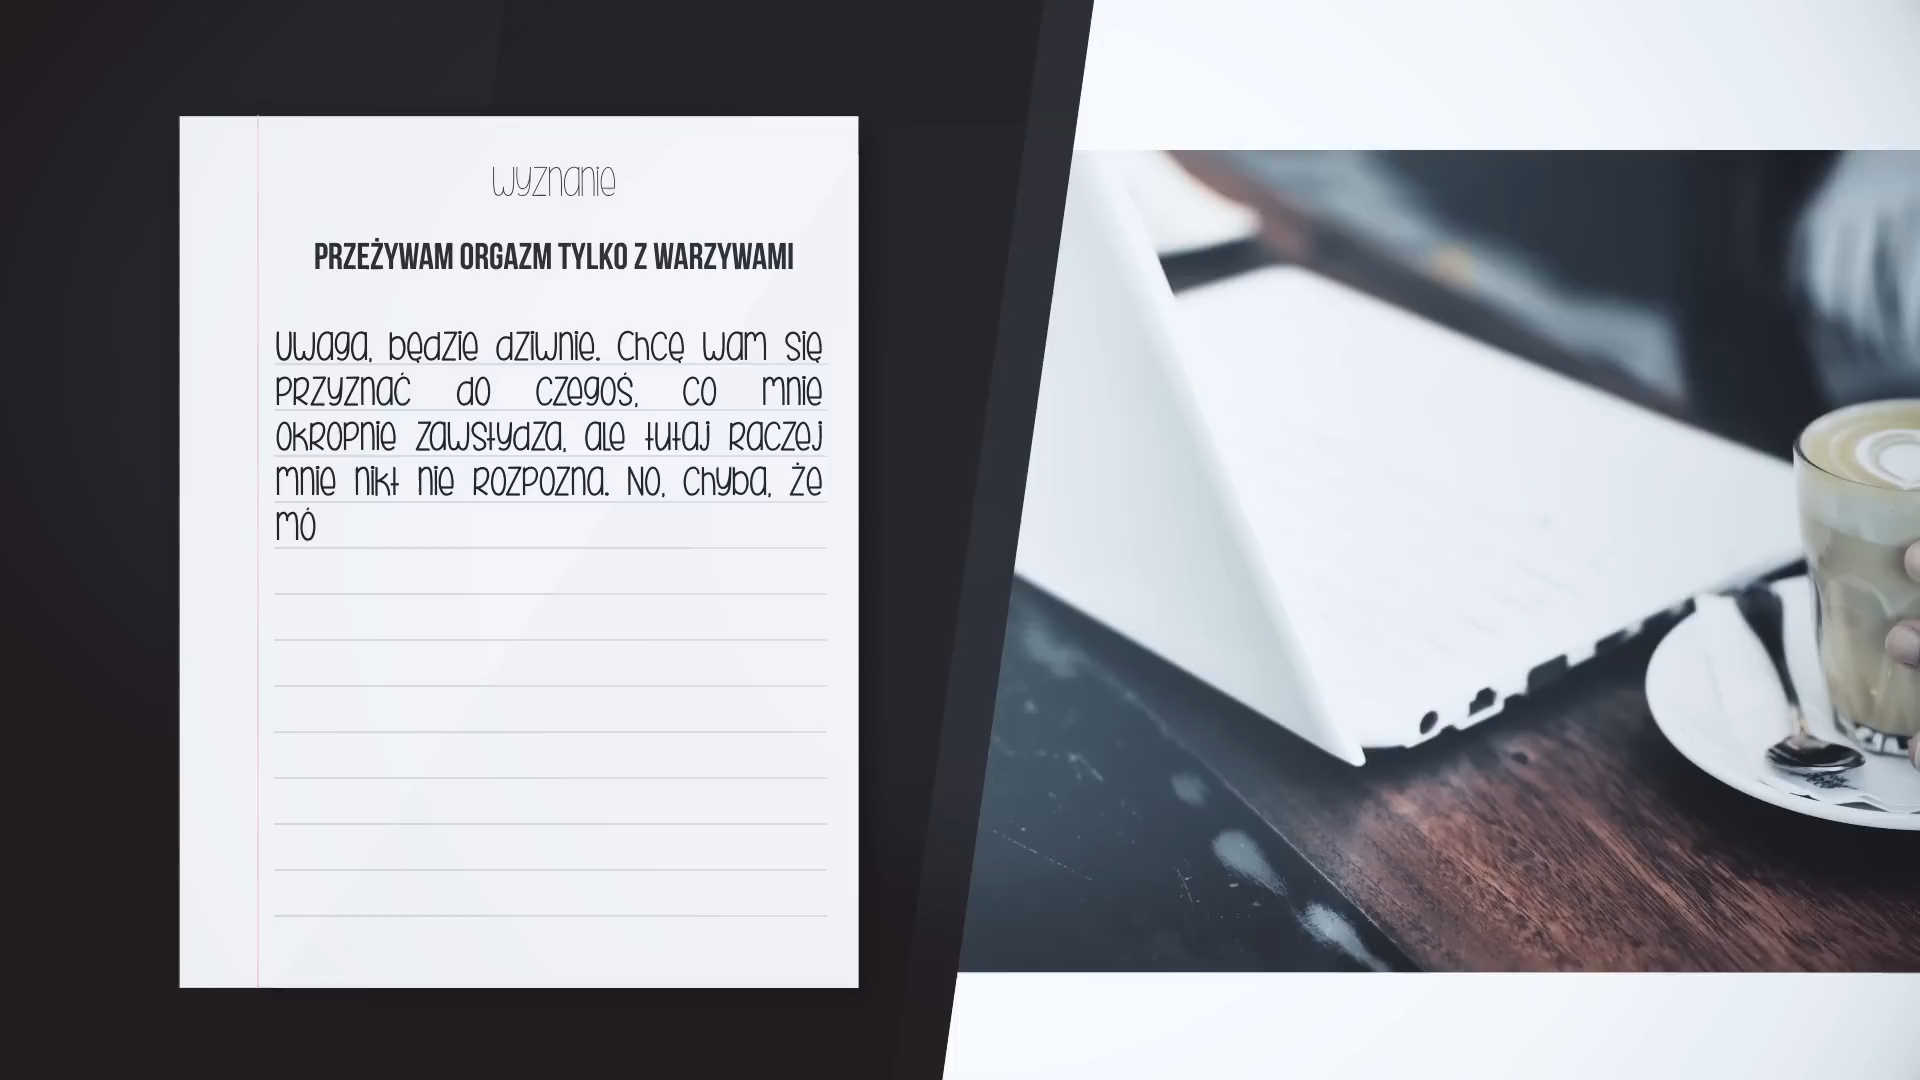 Wyznanie
PRZEŻYWAM ORGAZM TYLKO Z WARZYWAMI
Uwaga, będzie dziwnie. Chcę wam się
przyznać do czegoś, co mnie
okropnie zawstydza, ale tutaj raczej
mnie nikt nie rozpozna. No, chyba, że
mó